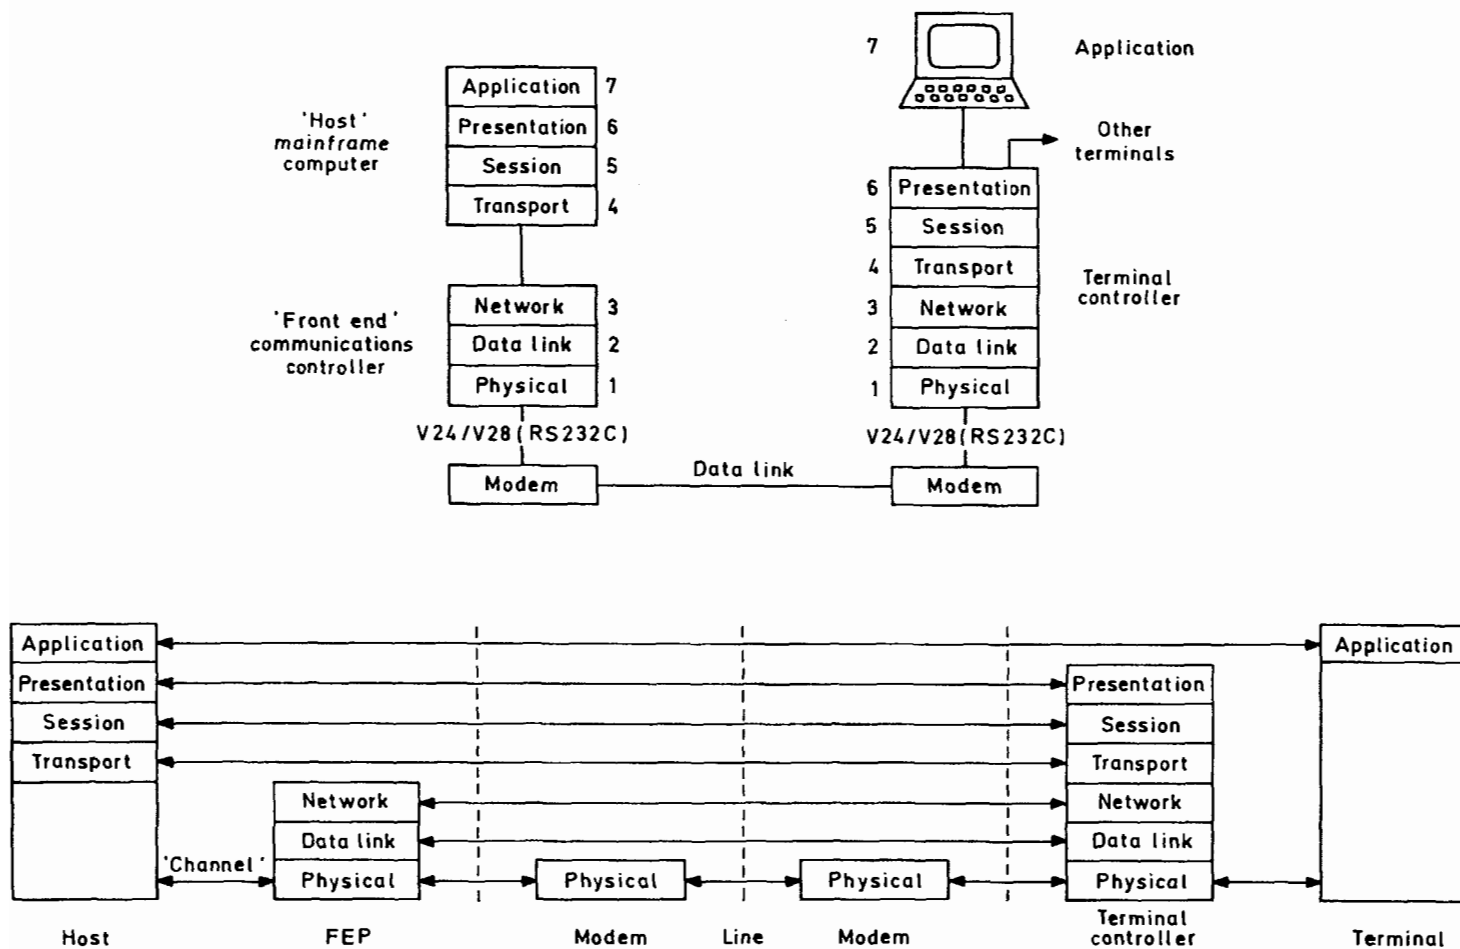 7 Application
Application 7
'Host'
mainframe
computer
Presentation 6
Session 5
Transport 4
Other
terminals
6 Presentation
5 Session
4 Transport
3 Network
2 Data link
1 Physical
Terminal
controller
'Front end'
communications
controller
Network 3
Data link 2
Physical 1
V24/V28(RS232C)
V24/V28(RS232C)
Modem
Data link
Modem
Application
Application
Presentation
Presentation
Session
Session
Transport
Transport
Network
Network
Data link
Data link
'Channel'
Physical
Physical
Physical
Physical
Host
FEP
Modem
Line
Modem
Terminal
controller
Terminal